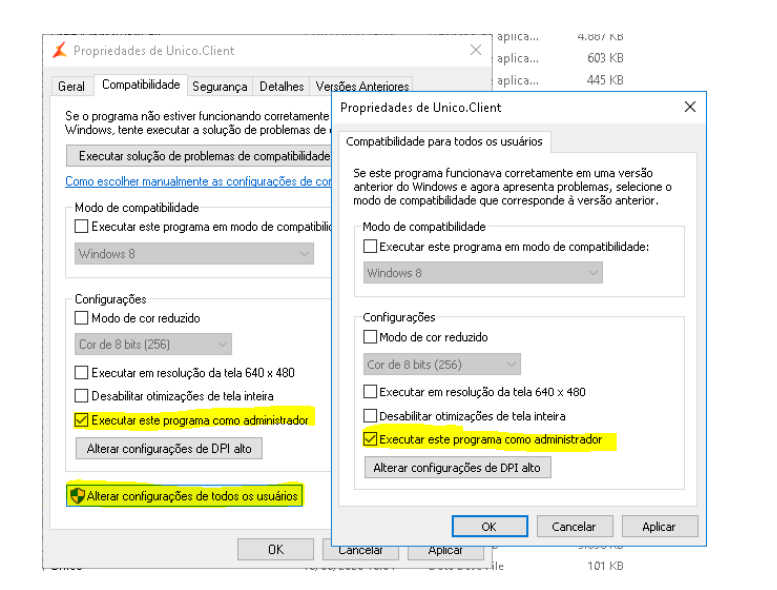 aplica...
4.887 KB
Propriedades de Unico.Client
aplica...
603 KB
Geral
Compatibilidade
Segurança
Detalhes
Versões Anteriores
aplica...
445 KB
Se o programa não estiver funcionando corretamente
Windows, tente executar a solução de problemas de
Executar solução de problemas de compatibilidade
Como escolher manualmente as configurações de
Modo de compatibilidade
Executar este programa em modo de
Windows 8
Configurações
Modo de cor reduzido
Cor de 8 bits (256)
Executar em resolução da tela 640 x 480
Desabilitar otimizações de tela inteira
Executar este programa como administrador
Alterar configurações de DPI alto
Alterar configurações de todos os usuários
OK
Cancelar
Aplicar
Propriedades de Unico.Client
Compatibilidade para todos os usuários
Se este programa funcionava corretamente em uma versão
anterior do Windows e agora apresenta problemas, selecione o
modo de compatibilidade que corresponde à versão anterior.
Modo de compatibilidade
Executar este programa em modo de compatibilidade:
Windows 8
Configurações
Modo de cor reduzido
Cor de 8 bits (256)
Executar em resolução da tela 640 x 480
Desabilitar otimizações de tela inteira
Executar este programa como administrador
Alterar configurações de DPI alto
OK
Cancelar
Aplicar
101 KB